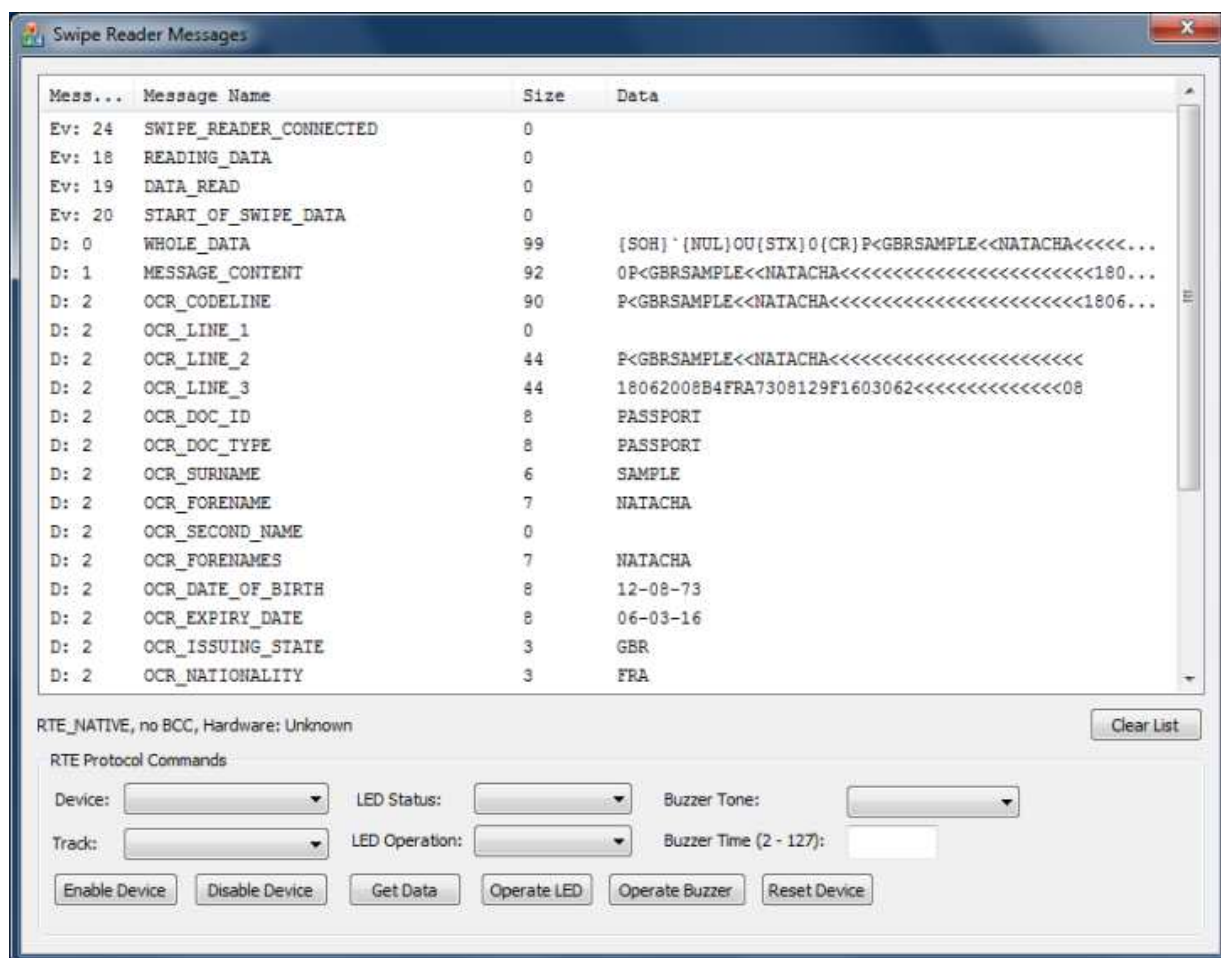 Swipe Reader Messages
Mess... Message Name Size Data
Ev: 24 SWIPE_READER_CONNECTED 0
Ev: 18 READING_DATA 0
Ev: 19 DATA_READ 0
Ev: 20 START_OF_SWIPE_DATA 0
D: 0 WHOLE_DATA 99 {SOH}`{NUL}OU{STX}0{CR}P<GBRSAMPLE<<NATACHA<<<<<...
D: 1 MESSAGE_CONTENT 92 0P<GBRSAMPLE<<NATACHA<<<<<<<<<<<<<<<<<<<<<<<<<180...
D: 2 OCR_CODELINE 90 P<GBRSAMPLE<<NATACHA<<<<<<<<<<<<<<<<<<<<<<<<<1806...
D: 2 OCR_LINE_1 0
D: 2 OCR_LINE_2 44 P<GBRSAMPLE<<NATACHA<<<<<<<<<<<<<<<<<<<<<<<<
D: 2 OCR_LINE_3 44 18062008B4FRA7308129F1603062<<<<<<<<<<<<<<08
D: 2 OCR_DOC_ID 8 PASSPORT
D: 2 OCR_DOC_TYPE 8 PASSPORT
D: 2 OCR_SURNAME 6 SAMPLE
D: 2 OCR_FORENAME 7 NATACHA
D: 2 OCR_SECOND_NAME 0
D: 2 OCR_FORENAMES 7 NATACHA
D: 2 OCR_DATE_OF_BIRTH 8 12-08-73
D: 2 OCR_EXPIRY_DATE 8 06-03-16
D: 2 OCR_ISSUING_STATE 3 GBR
D: 2 OCR_NATIONALITY 3 FRA
RTE_NATIVE, no BCC, Hardware: Unknown Clear List
RTE Protocol Commands
Device: LED Status: Buzzer Tone:
Track: LED Operation: Buzzer Time (2 - 127):
Enable Device Disable Device Get Data Operate LED Operate Buzzer Reset Device